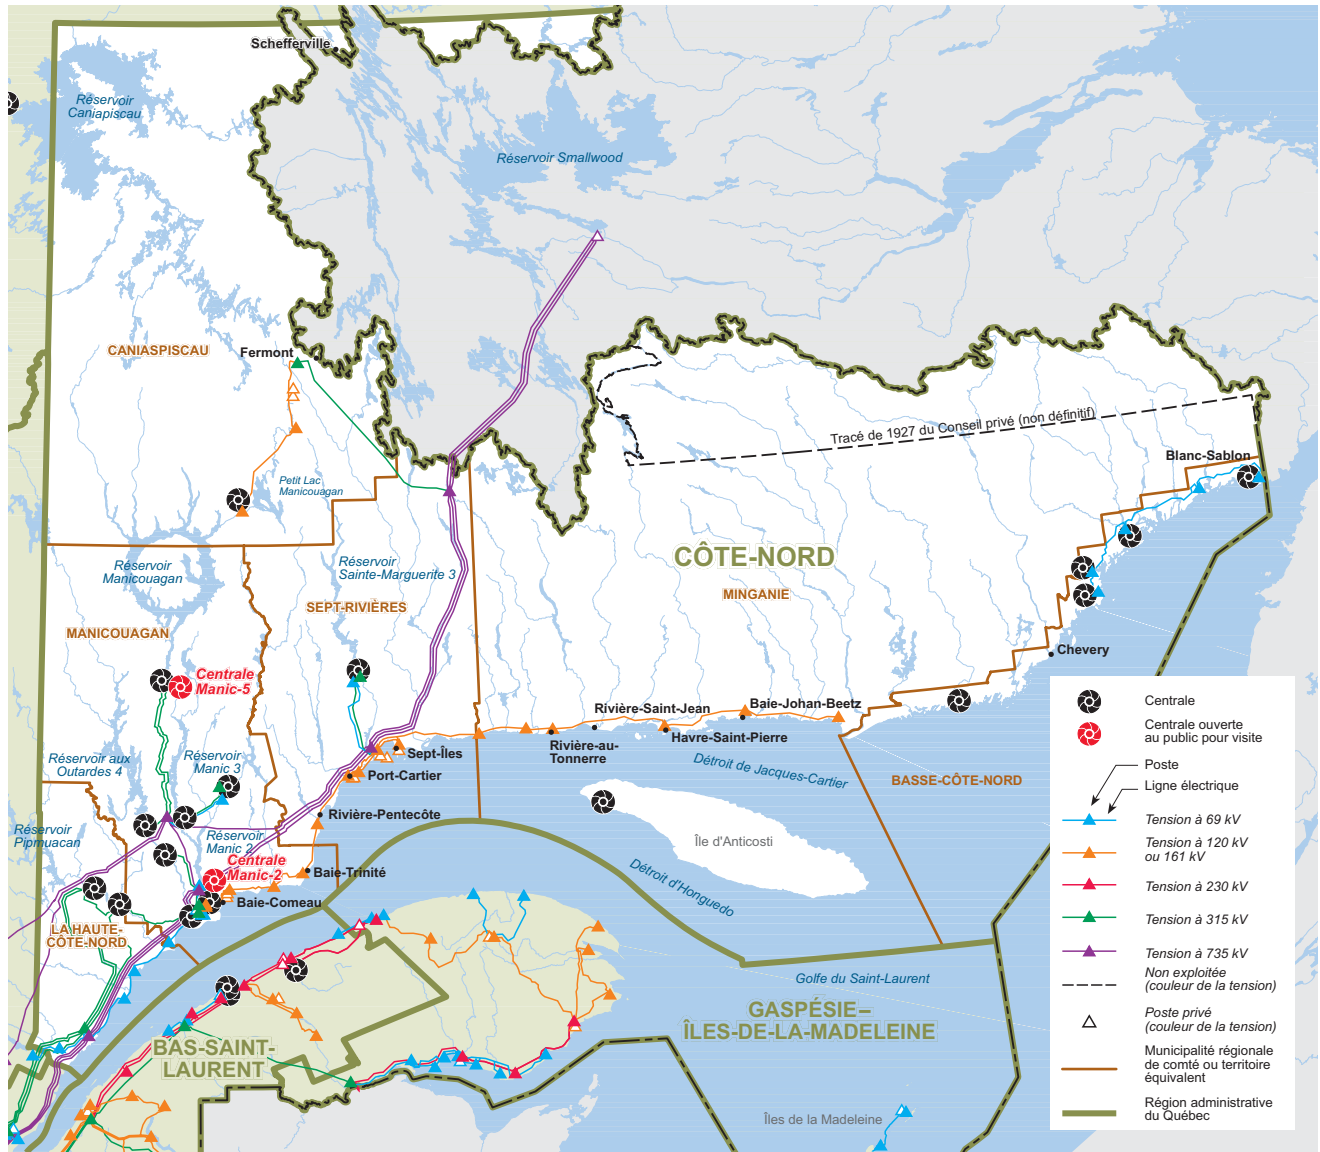 Schefferville
Réservoir
Caniapiscau
Réservoir Smallwood
CANIASPISCAU
Fermont
Tracé de 1927 du Conseil privé (non définitif)
Blanc-Sablon
Petit Lac
Manicouagan
CÔTE-NORD
Réservoir
Manicouagan
Réservoir
Sainte-Marguerite 3
SEPT-RIVIÈRES
MINGANIE
MANICOUAGAN
Chevery
Centrale
Manic-5
Rivière-Saint-Jean
Baie-Johan-Beetz
Havre-Saint-Pierre
Rivière-au-
Tonnerre
Sept-Îles
Port-Cartier
Réservoir aux
Outardes 4
Réservoir
Manic 3
Détroit de Jacques-Cartier
BASSE-CÔTE-NORD
Rivière-Pentecôte
Réservoir
Pipmuacan
Réservoir
Manic 2
Île d'Anticosti
Centrale
Manic-2
Baie-Trinité
Détroit d'Honguedo
Baie-Comeau
LA HAUTE-
CÔTE-NORD
Golfe du Saint-Laurent
GASPÉSIE–
ÎLES-DE-LA-MADELEINE
BAS-SAINT-
LAURENT
Îles de la Madeleine
Centrale
Centrale ouverte
au public pour visite
Poste
Ligne électrique
Tension à 69 kV
Tension à 120 kV
ou 161 kV
Tension à 230 kV
Tension à 315 kV
Tension à 735 kV
Non exploitée
(couleur de la tension)
Poste privé
(couleur de la tension)
Municipalité régionale
de comté ou territoire
équivalent
Région administrative
du Québec